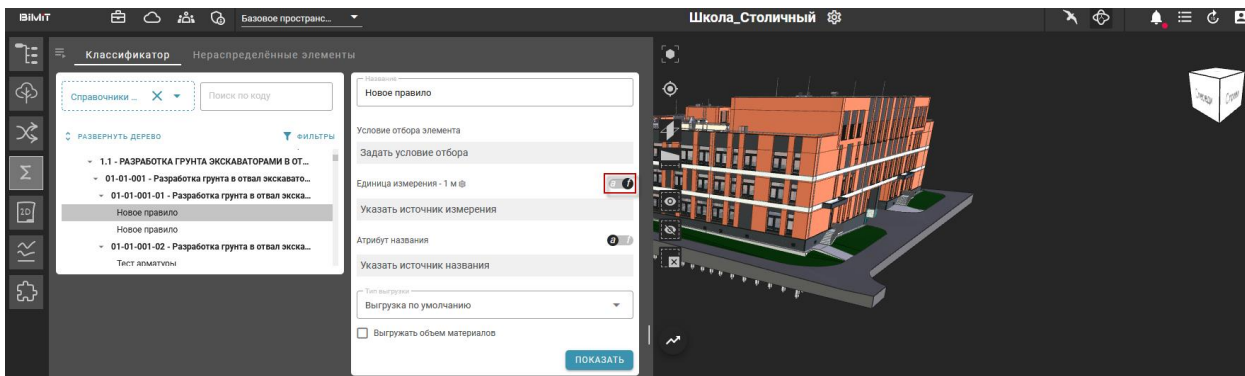 BIMIT
Базовое пространс...
Школа_Столичный
Классификатор
Нераспределённые элементы
Справочники ...
Поиск по коду
РАЗВЕРНУТЬ ДЕРЕВО
ФИЛЬТРЫ
1.1 - РАЗРАБОТКА ГРУНТА ЭКСКАВАТОРАМИ В ОТ...
01-01-001 - Разработка грунта в отвал экскавато...
01-01-001-01 - Разработка грунта в отвал экска...
Новое правило
Новое правило
01-01-001-02 - Разработка грунта в отвал экска...
Тест арматуры
Название
Новое правило
Условие отбора элемента
Задать условие отбора
Единица измерения - 1 м
a f
Указать источник измерения
Атрибут названия
a f
Указать источник названия
Тип выгрузки
Выгрузка по умолчанию
Выгружать объем материалов
ПОКАЗАТЬ
1D